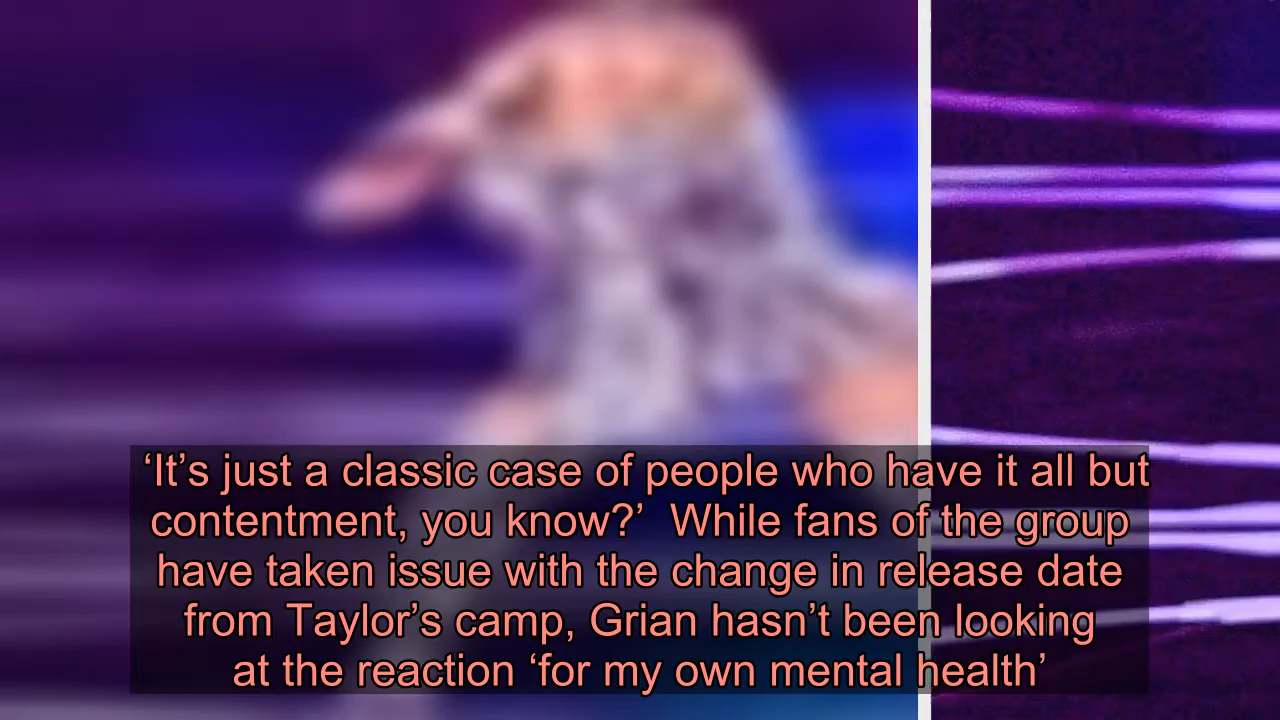 ‘It’s just a classic case of people who have it all but
contentment, you know?’  While fans of the group
have taken issue with the change in release date
from Taylor’s camp, Grian hasn’t been looking
at the reaction ‘for my own mental health’